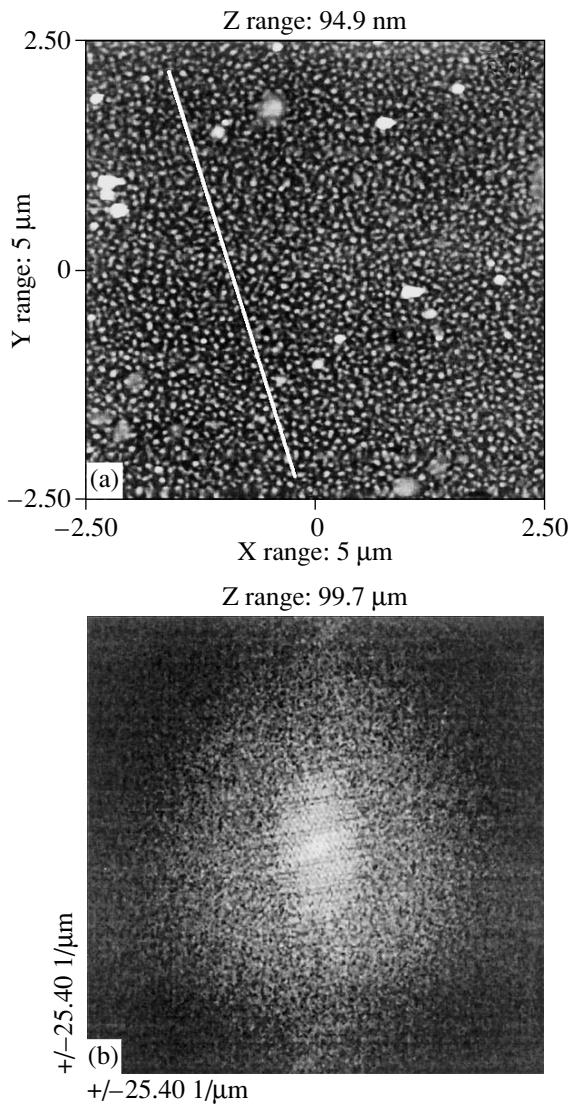 Z range: 94.9 nm
2.50
Y range: 5 μm
0
−2.50
(a)
−2.50 0 2.50
X range: 5 μm
Z range: 99.7 μm
+/−25.40 1/μm
(b)
+/−25.40 1/μm